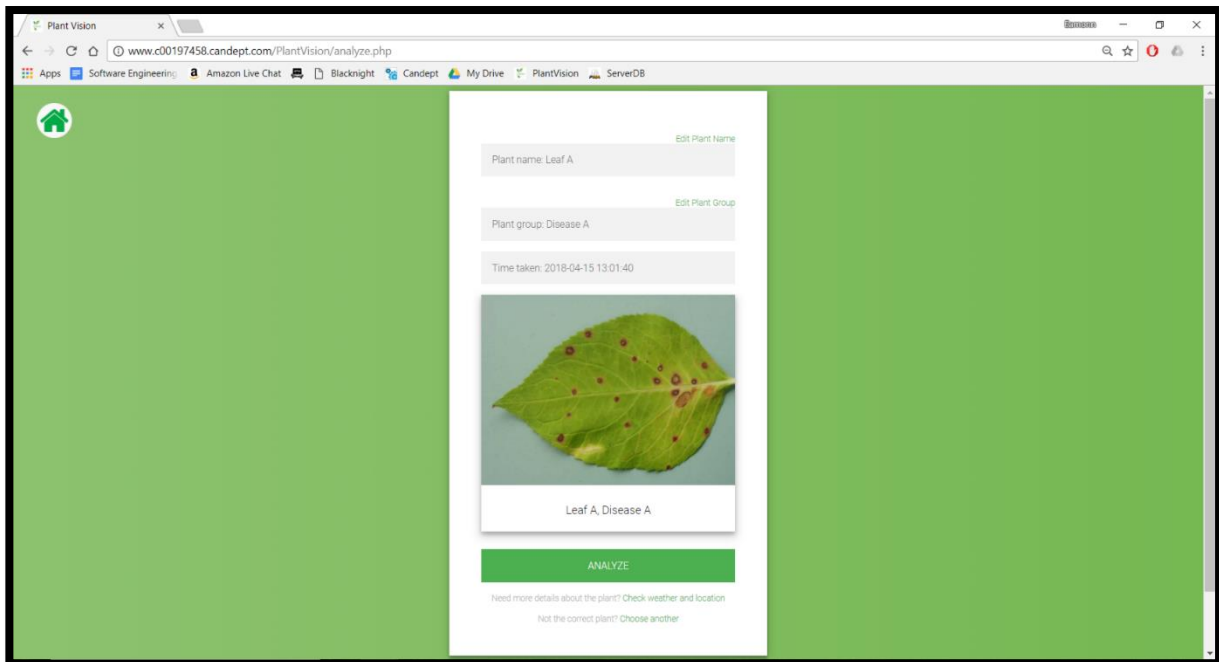 Plant Vision
www.c00197458.candept.com/PlantVision/analyze.php
Apps Software Engineering Amazon Live Chat Blacknight Candept My Drive PlantVision ServerDB
Edit Plant Name
Plant name: Leaf A
Edit Plant Group
Plant group: Disease A
Time taken: 2018-04-15 13:01:40
Leaf A, Disease A
ANALYZE
Need more details about the plant? Check weather and location
Not the correct plant? Choose another